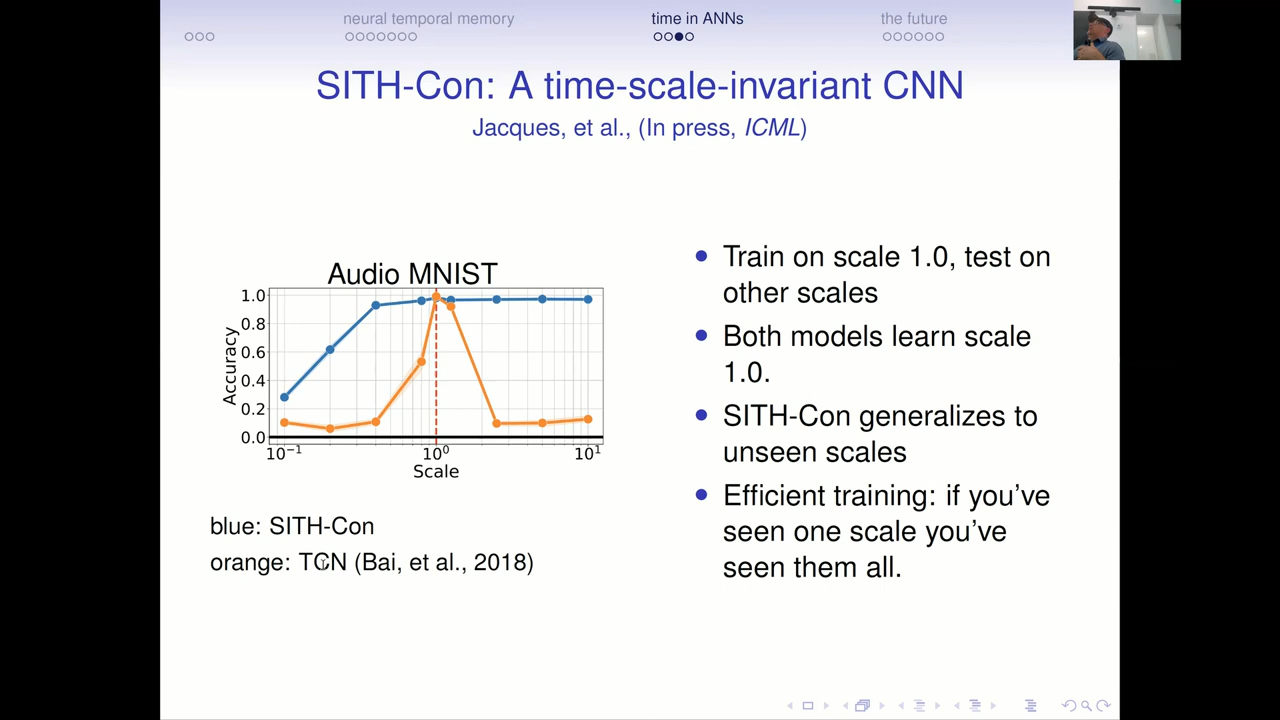 neural temporal memory
time in ANNs
the future
SITH-Con: A time-scale-invariant CNN
Jacques, et al., (In press, ICML)
Audio MNIST
1.0
0.8
0.6
0.4
0.2
0.0
Accuracy
10⁻¹
10⁰
10¹
Scale
blue: SITH-Con
orange: TCN (Bai, et al., 2018)
• Train on scale 1.0, test on
other scales
• Both models learn scale
1.0.
• SITH-Con generalizes to
unseen scales
• Efficient training: if you've
seen one scale you've
seen them all.